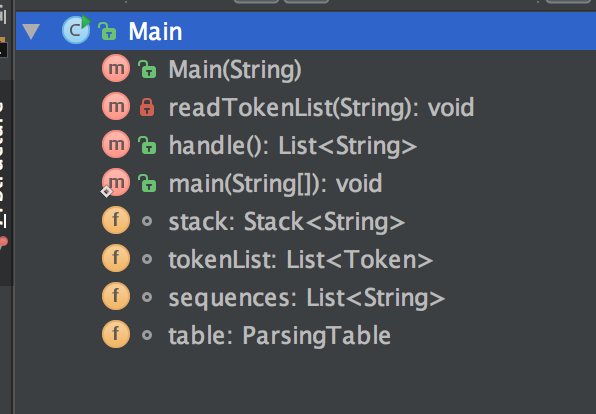 C Main
m Main(String)
m readTokenList(String): void
m handle(): List<String>
m main(String[]): void
f stack: Stack<String>
f tokenList: List<Token>
f sequences: List<String>
f table: ParsingTable